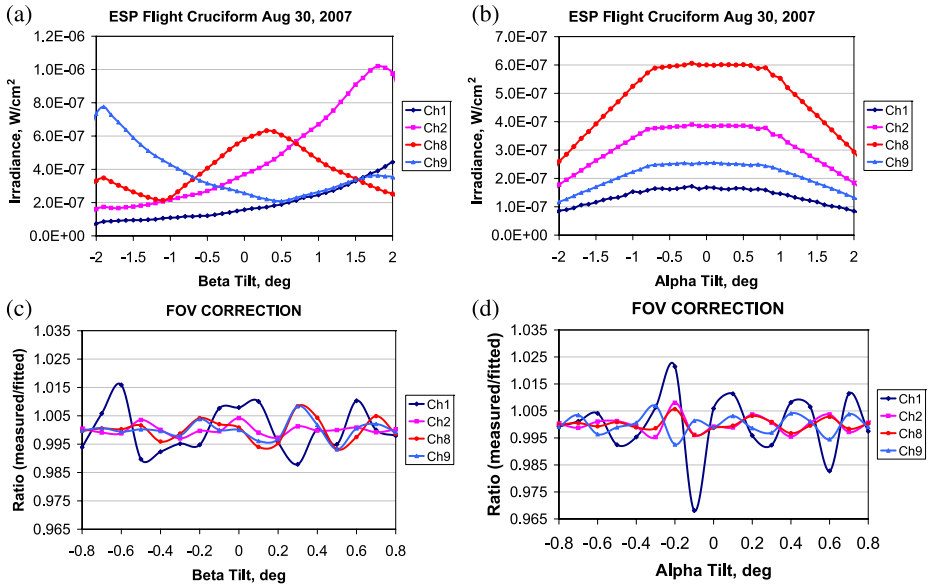 (a)
ESP Flight Cruciform Aug 30, 2007
Irradiance, W/cm2
1.2E-06
1.0E-06
8.0E-07
6.0E-07
4.0E-07
2.0E-07
0.0E+00
-2 -1.5 -1 -0.5 0 0.5 1 1.5 2
Beta Tilt, deg
Ch1
Ch2
Ch8
Ch9
(b)
ESP Flight Cruciform Aug 30, 2007
Irradiance, W/cm2
7.0E-07
6.0E-07
5.0E-07
4.0E-07
3.0E-07
2.0E-07
1.0E-07
0.0E+00
-2 -1.5 -1 -0.5 0 0.5 1 1.5 2
Alpha Tilt, deg
Ch1
Ch2
Ch8
Ch9
(c)
FOV CORRECTION
Ratio (measured/fitted)
1.035
1.025
1.015
1.005
0.995
0.985
0.975
0.965
-0.8 -0.6 -0.4 -0.2 0 0.2 0.4 0.6 0.8
Beta Tilt, deg
Ch1
Ch2
Ch8
Ch9
(d)
FOV CORRECTION
Ratio (measured/fitted)
1.035
1.025
1.015
1.005
0.995
0.985
0.975
0.965
-0.8 -0.6 -0.4 -0.2 0 0.2 0.4 0.6 0.8
Alpha Tilt, deg
Ch1
Ch2
Ch8
Ch9